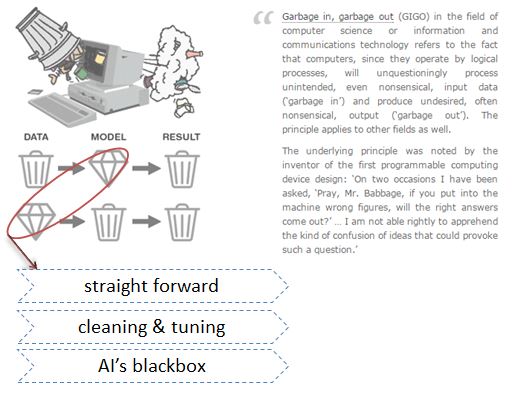 “
Garbage in, garbage out (GIGO) in the field of
computer science or information and
communications technology refers to the fact
that computers, since they operate by logical
processes, will unquestioningly process
unintended, even nonsensical, input data
(‘garbage in’) and produce undesired, often
nonsensical, output (‘garbage out’). The
principle applies to other fields as well.
The underlying principle was noted by the
inventor of the first programmable computing
device design: ‘On two occasions I have been
asked, ‘Pray, Mr. Babbage, if you put into the
machine wrong figures, will the right answers
come out?’ … I am not able rightly to apprehend
the kind of confusion of ideas that could provoke
such a question.’
DATA MODEL RESULT
straight forward
cleaning & tuning
AI’s blackbox